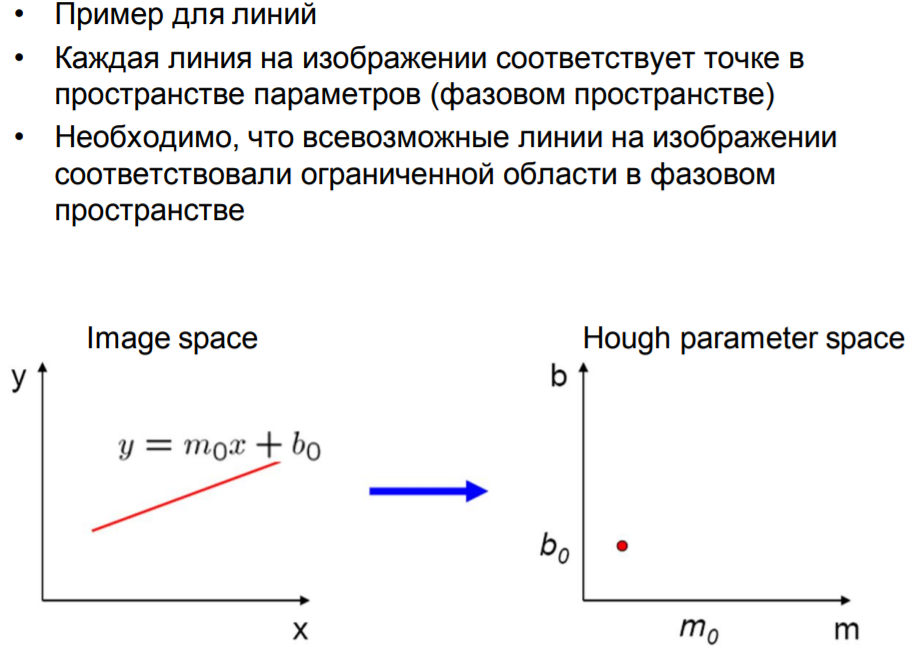 • Пример для линий
• Каждая линия на изображении соответствует точке в
пространстве параметров (фазовом пространстве)
• Необходимо, что всевозможные линии на изображении
соответствовали ограниченной области в фазовом
пространстве
Image space
Hough parameter space
y
b
y = m₀x + b₀
b₀
x
m₀
m